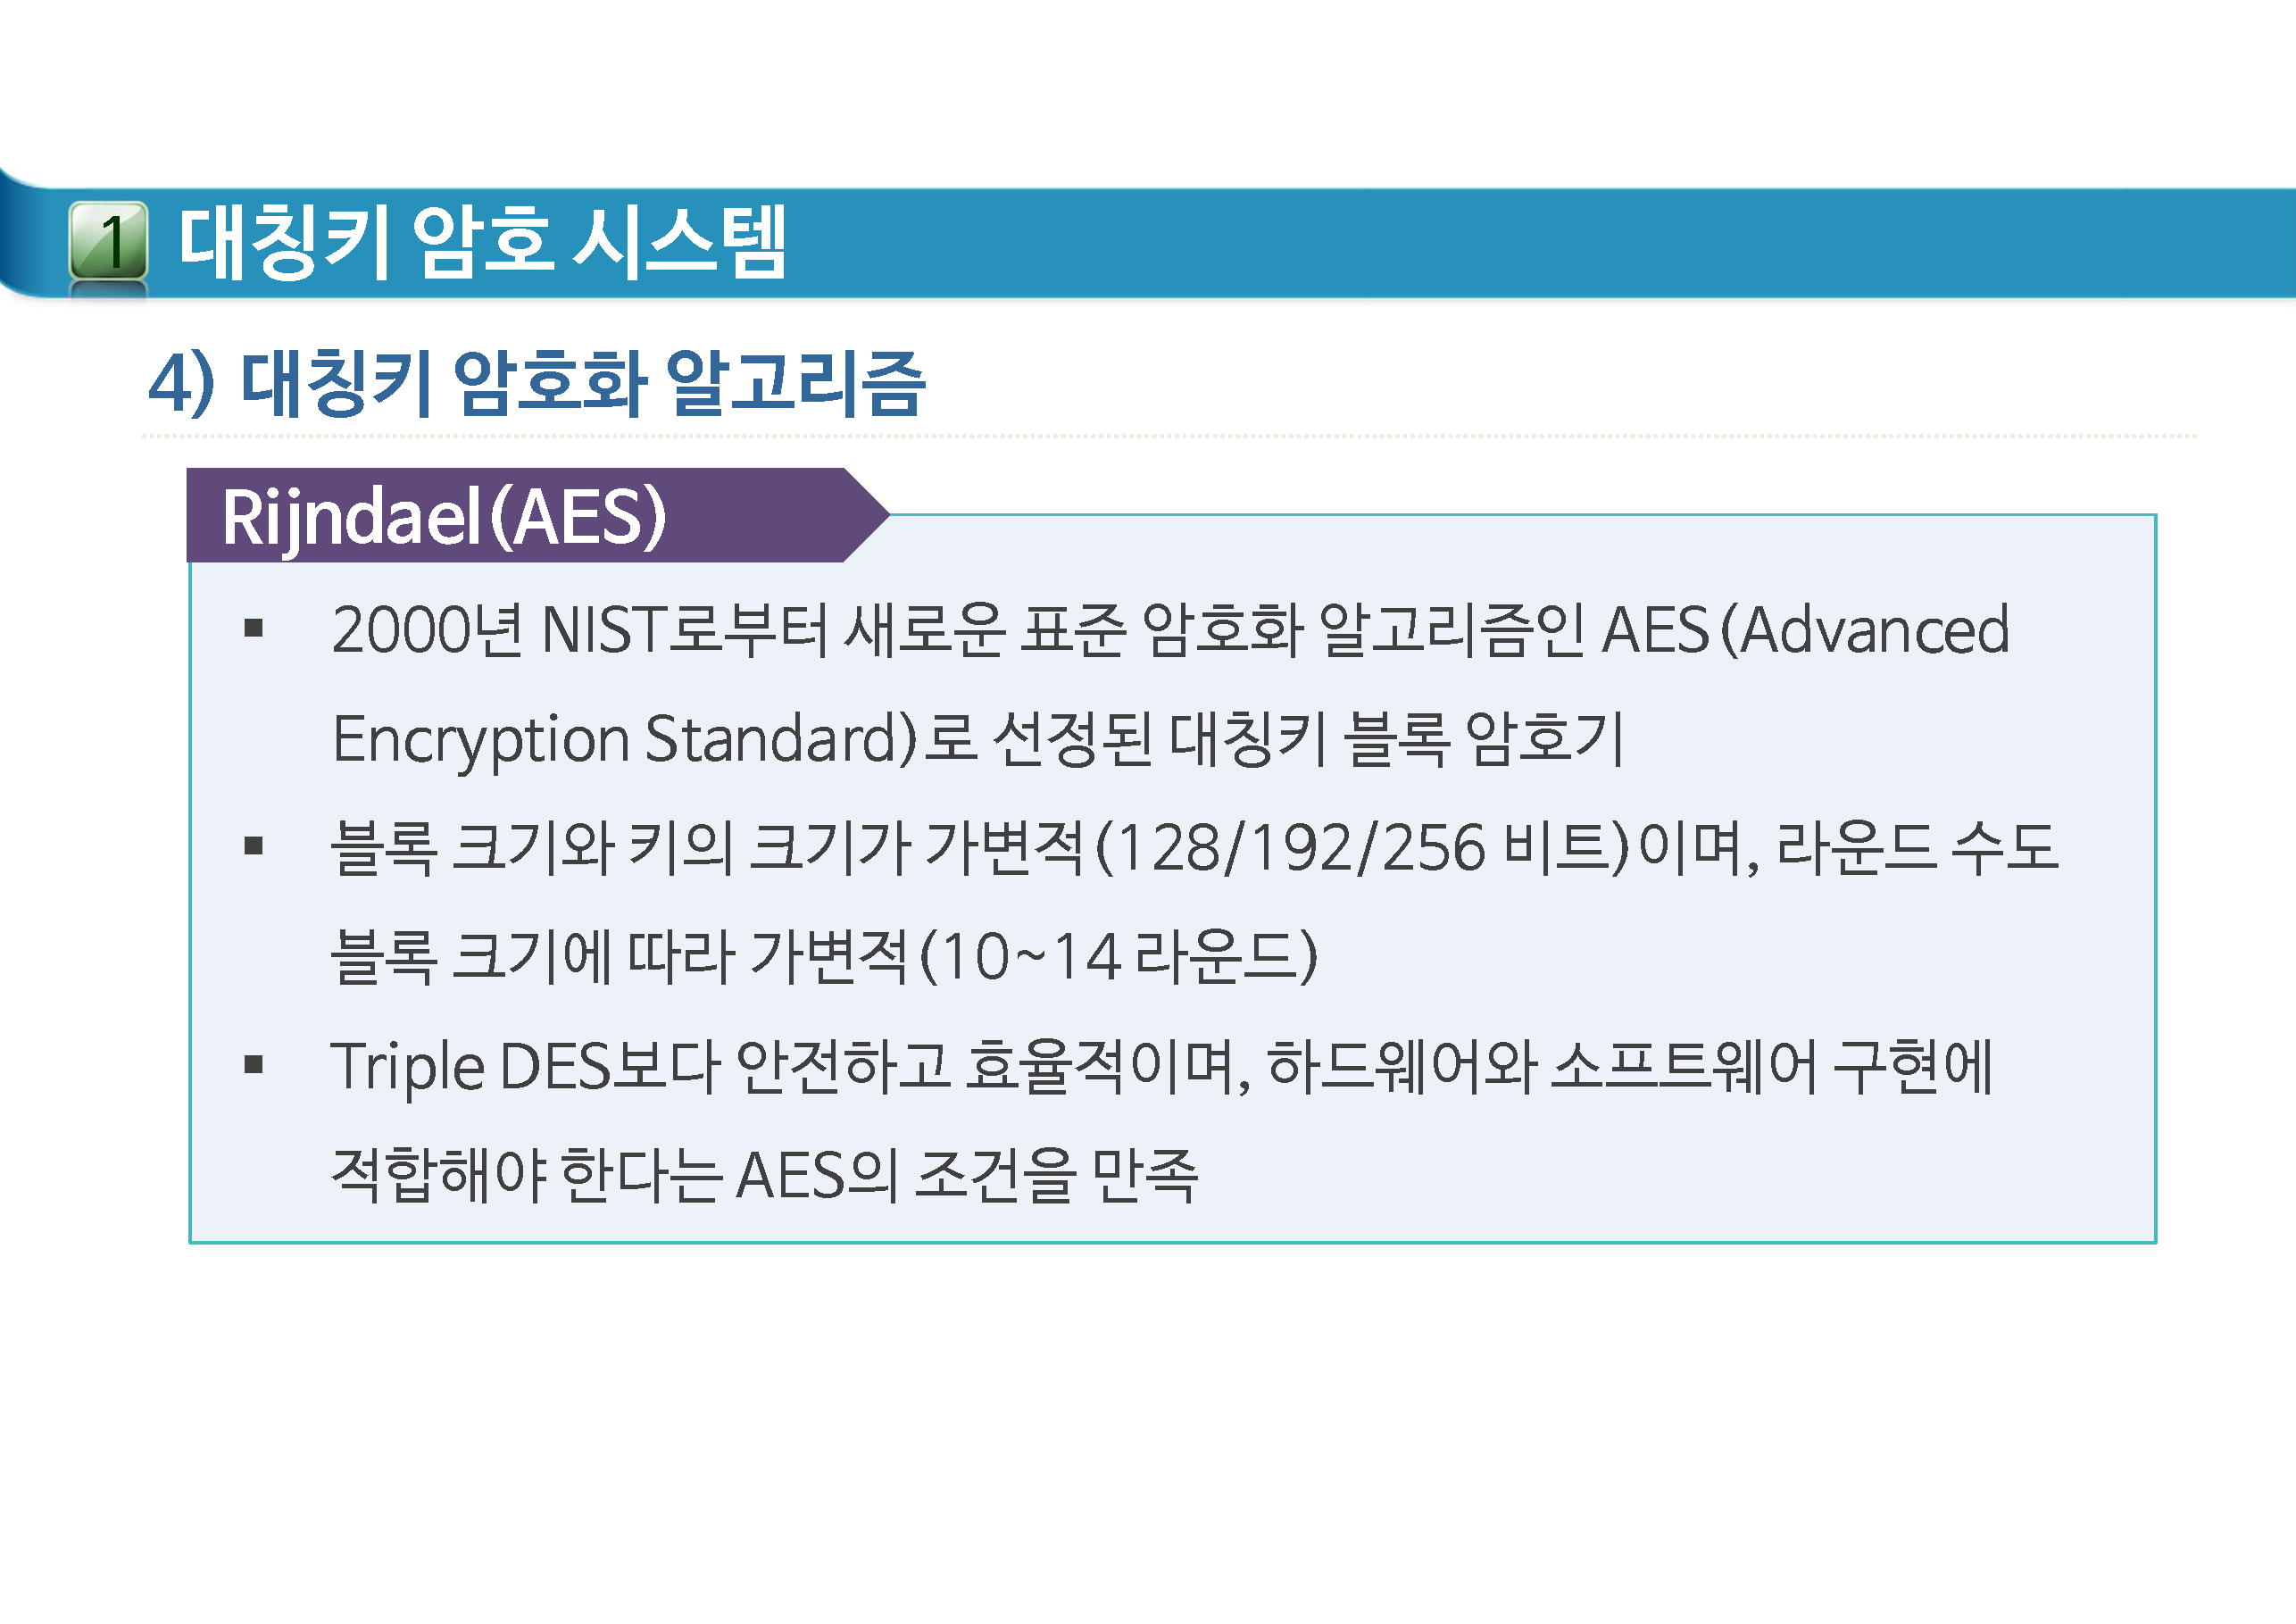 1 대칭키 암호 시스템
4) 대칭키 암호화 알고리즘
Rijndael(AES)
▪ 2000년 NIST로부터 새로운 표준 암호화 알고리즘인 AES(Advanced
Encryption Standard)로 선정된 대칭키 블록 암호기
▪ 블록 크기와 키의 크기가 가변적(128/192/256 비트)이며, 라운드 수도
블록 크기에 따라 가변적(10~14 라운드)
▪ Triple DES보다 안전하고 효율적이며, 하드웨어와 소프트웨어 구현에
적합해야 한다는 AES의 조건을 만족